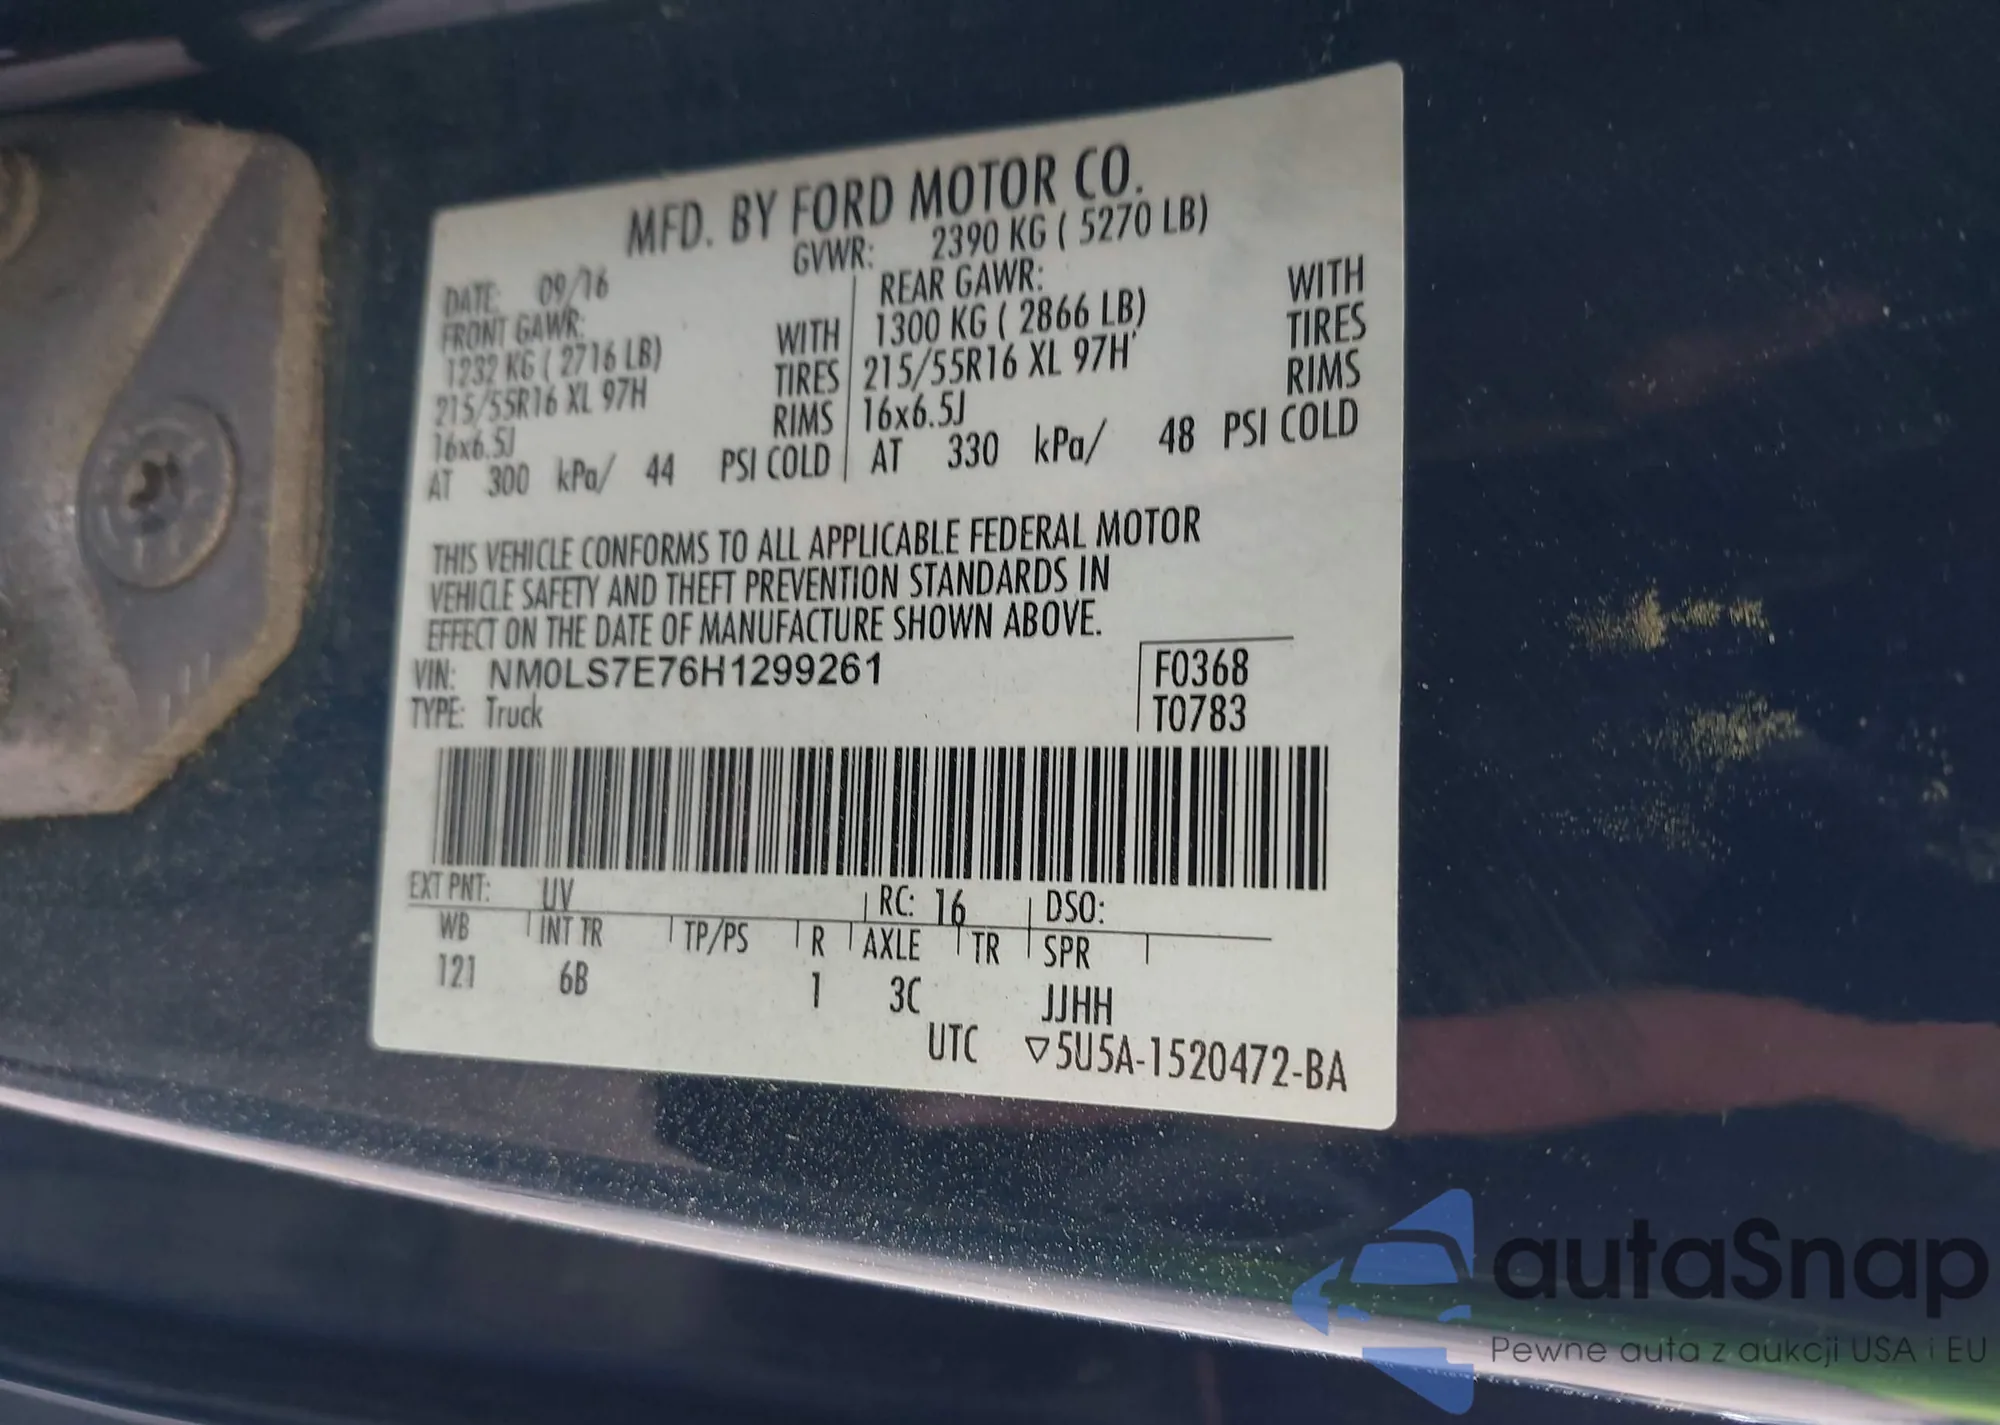 MFD. BY FORD MOTOR CO.
DATE: 09/16 GVWR: 2390 KG ( 5270 LB)
FRONT GAWR: REAR GAWR:
1232 KG ( 2716 LB) WITH 1300 KG ( 2866 LB) WITH
215/55R16 XL 97H TIRES 215/55R16 XL 97H TIRES
16x6.5J RIMS 16x6.5J RIMS
AT 300 kPa/ 44 PSI COLD AT 330 kPa/ 48 PSI COLD
THIS VEHICLE CONFORMS TO ALL APPLICABLE FEDERAL MOTOR
VEHICLE SAFETY AND THEFT PREVENTION STANDARDS IN
EFFECT ON THE DATE OF MANUFACTURE SHOWN ABOVE.
VIN: NM0LS7E76H1299261 F0368
TYPE: Truck T0783
EXT PNT: UV RC: 16 DSO:
WB INT TR TP/PS R AXLE TR SPR
121 6B 1 3C JJHH
UTC ▽5U5A-1520472-BA
autaSnap
Pewne auta z aukcji USA i EU